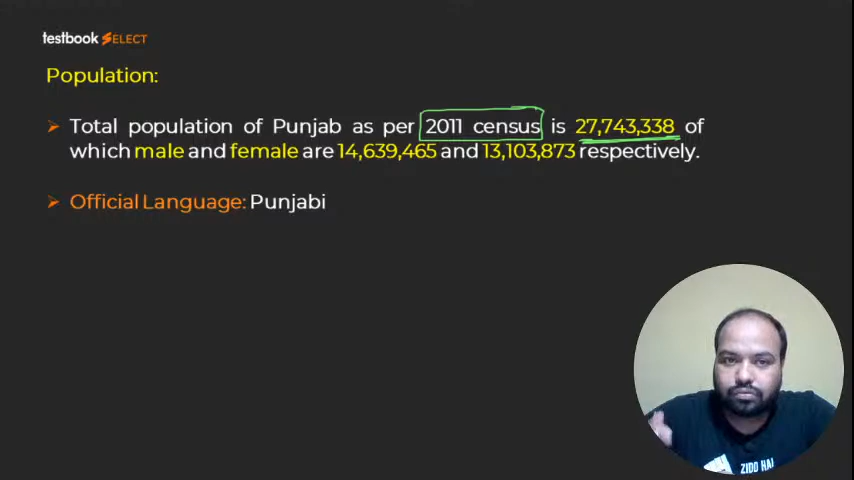 testbook SELECT
Population:
➢ Total population of Punjab as per 2011 census is 27,743,338 of
which male and female are 14,639,465 and 13,103,873 respectively.
➢ Official Language: Punjabi
ZIDD HAI